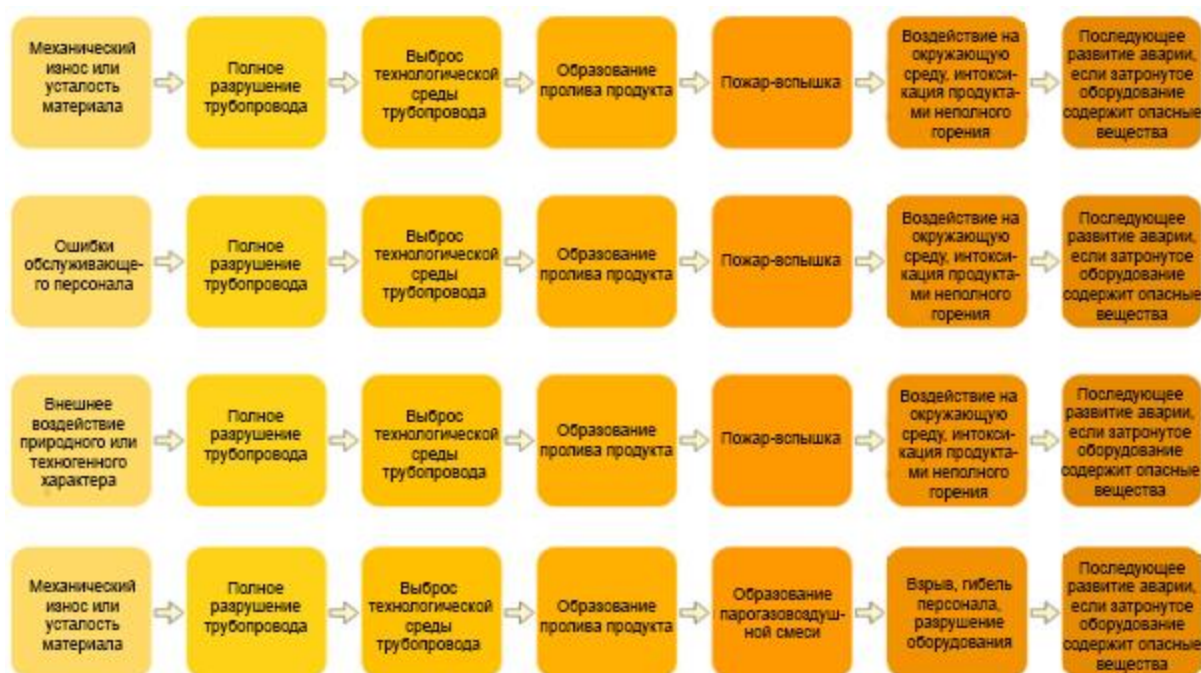 Механический
износ или
усталость
материала
Полное
разрушение
трубопровода
Выброс
технологической
среды
трубопровода
Образование
пролива продукта
Пожар-вспышка
Воздействие на
окружающую
среду, интокси-
кация продукта-
ми неполного
горения
Последующее
развитие аварии,
если затронутое
оборудование
содержит опасные
вещества
Ошибки
обслуживающе-
го персонала
Полное
разрушение
трубопровода
Выброс
технологической
среды
трубопровода
Образование
пролива продукта
Пожар-вспышка
Воздействие на
окружающую
среду, интокси-
кация продукта-
ми неполного
горения
Последующее
развитие аварии,
если затронутое
оборудование
содержит опасные
вещества
Внешнее
воздействие
природного или
техногенного
характера
Полное
разрушение
трубопровода
Выброс
технологической
среды
трубопровода
Образование
пролива продукта
Пожар-вспышка
Воздействие на
окружающую
среду, интокси-
кация продукта-
ми неполного
горения
Последующее
развитие аварии,
если затронутое
оборудование
содержит опасные
вещества
Механический
износ или
усталость
материала
Полное
разрушение
трубопровода
Выброс
технологической
среды
трубопровода
Образование
пролива продукта
Образование
парогазовоздуш-
ной смеси
Взрыв, гибель
персонала,
разрушение
оборудования
Последующее
развитие аварии,
если затронутое
оборудование
содержит опасные
вещества